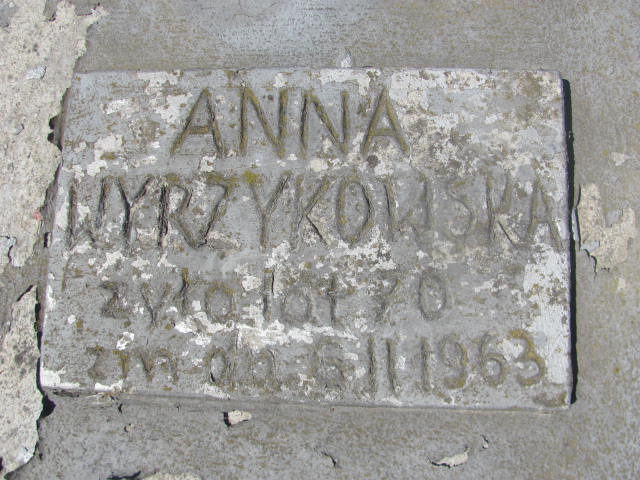 ANNA
WYRZYKOWSKA
żyła lat 70
zm dn 6 II 1963